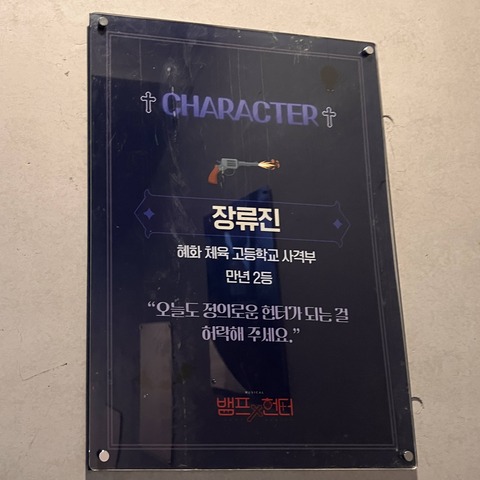 CHARACTER
장류진
혜화 체육 고등학교 사격부
만년 2등
“오늘도 정의로운 헌터가 되는 걸
허락해 주세요.”
MUSICAL
뱀프 X 헌터